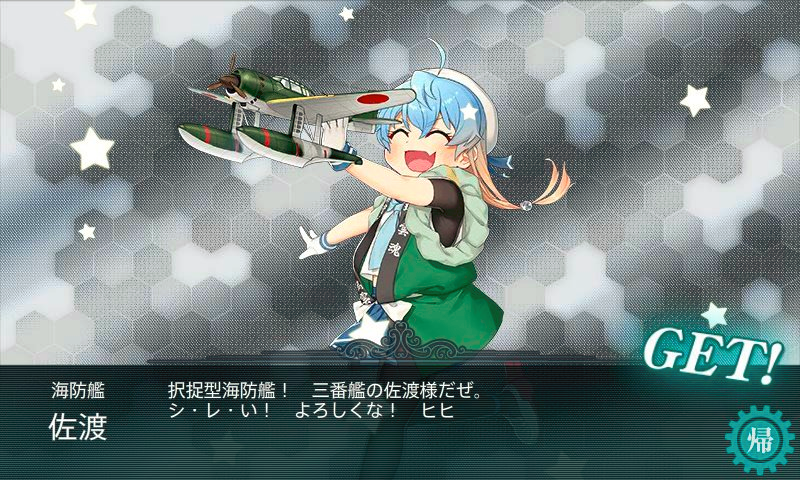 GET!
海防艦
佐渡
択捉型海防艦！　三番艦の佐渡様だぜ。
シ・レ・い！　よろしくな！　ヒヒ
帰